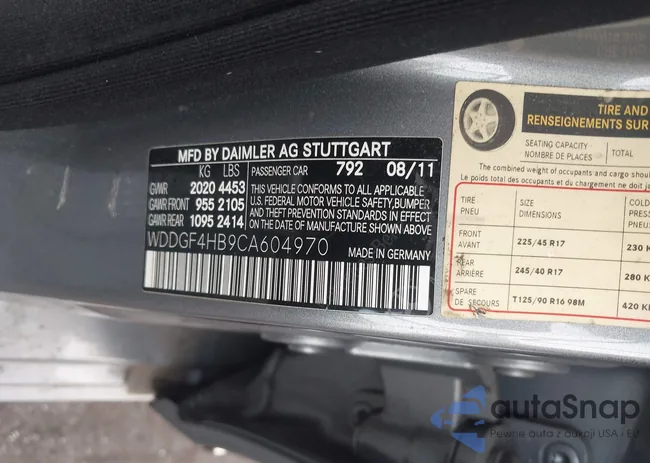 MFD BY DAIMLER AG STUTTGART
KG LBS PASSENGER CAR 792 08/11
GVWR 2020 4453
GAWR FRONT 955 2105
GAWR REAR 1095 2414
THIS VEHICLE CONFORMS TO ALL APPLICABLE
U.S. FEDERAL MOTOR VEHICLE SAFETY,BUMPER
AND THEFT PREVENTION STANDARDS IN EFFECT
ON THE DATE OF MANUFACTURE SHOWN ABOVE.
WDDGF4HB9CA604970
MADE IN GERMANY
TIRE AND
RENSEIGNEMENTS SUR
SEATING CAPACITY
NOMBRE DE PLACES
TOTAL
The combined weight of occupants and cargo should
Le poids total des occupants et du chargement ne doit
TIRE
PNEU
SIZE
DIMENSIONS
COLD
FRONT
AVANT
225/45 R17
230
REAR
ARRIÈRE
245/40 R17
280
SPARE
DE SECOURS
T125/90 R16 98M
420
autaSnap
Pewne auta z aukcji USA i EU